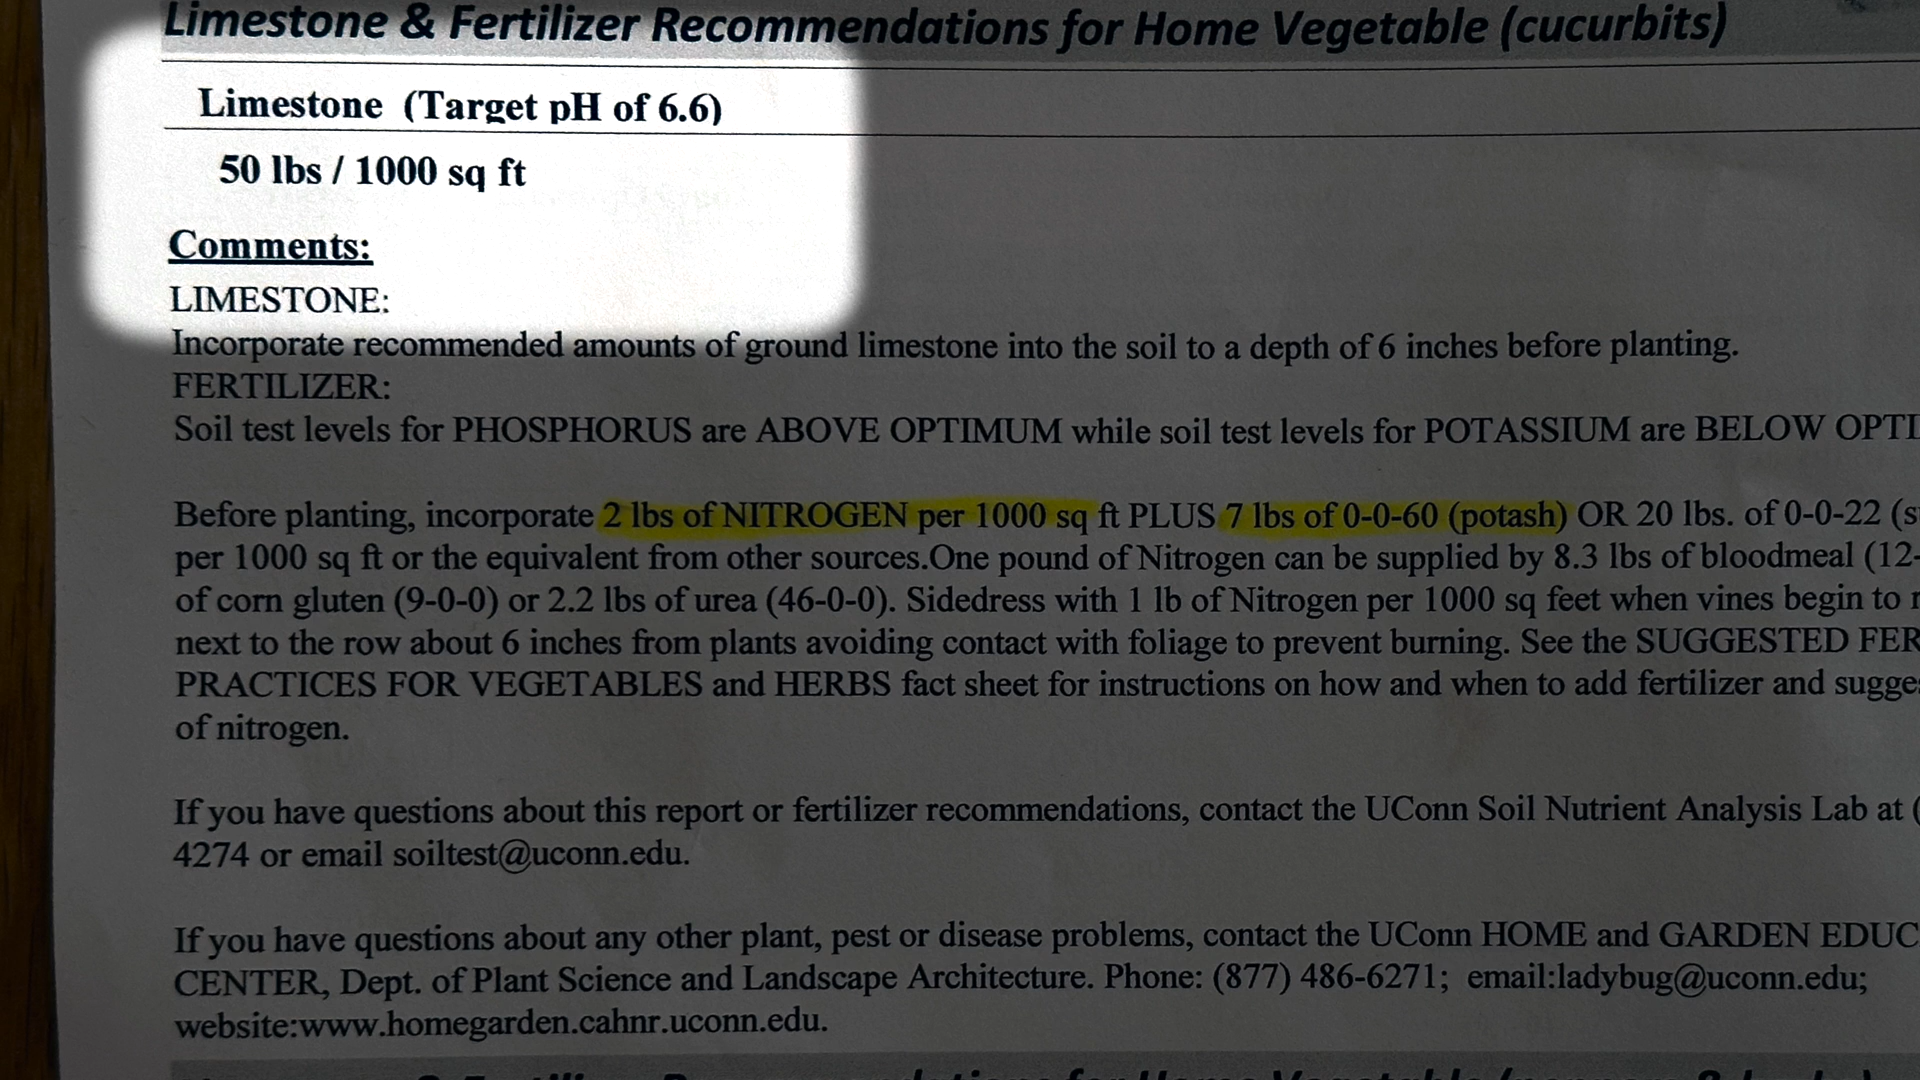 Limestone & Fertilizer Recommendations for Home Vegetable (cucurbits)
Limestone (Target pH of 6.6)
50 lbs / 1000 sq ft
Comments:
LIMESTONE:
Incorporate recommended amounts of ground limestone into the soil to a depth of 6 inches before planting.
FERTILIZER:
Soil test levels for PHOSPHORUS are ABOVE OPTIMUM while soil test levels for POTASSIUM are BELOW
Before planting, incorporate 2 lbs of NITROGEN per 1000 sq ft PLUS 7 lbs of 0-0-60 (potash) OR 20 lbs. of 0-0-22
per 1000 sq ft or the equivalent from other sources.One pound of Nitrogen can be supplied by 8.3 lbs of bloodmeal (12-
of corn gluten (9-0-0) or 2.2 lbs of urea (46-0-0). Sidedress with 1 lb of Nitrogen per 1000 sq feet when vines begin to
next to the row about 6 inches from plants avoiding contact with foliage to prevent burning. See the SUGGESTED
PRACTICES FOR VEGETABLES and HERBS fact sheet for instructions on how and when to add fertilizer and
of nitrogen.
If you have questions about this report or fertilizer recommendations, contact the UConn Soil Nutrient Analysis Lab at (
4274 or email soiltest@uconn.edu.
If you have questions about any other plant, pest or disease problems, contact the UConn HOME and GARDEN
CENTER, Dept. of Plant Science and Landscape Architecture. Phone: (877) 486-6271; email:ladybug@uconn.edu;
website:www.homegarden.cahnr.uconn.edu.